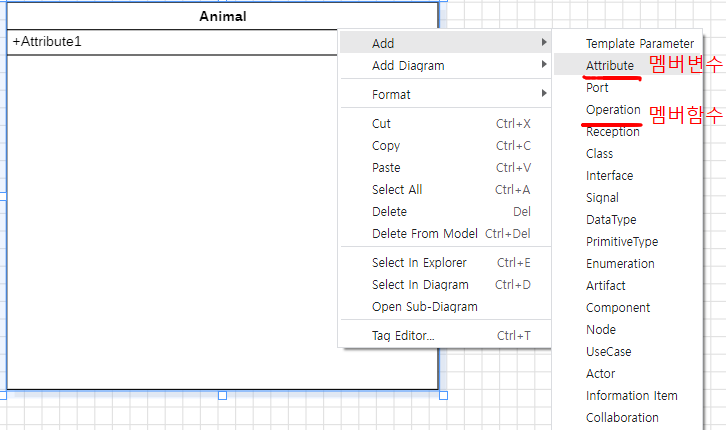 Animal
+Attribute1
Add
Add Diagram
Format
Cut Ctrl+X
Copy Ctrl+C
Paste Ctrl+V
Select All Ctrl+A
Delete Del
Delete From Model Ctrl+Del
Select In Explorer Ctrl+E
Select In Diagram Ctrl+D
Open Sub-Diagram
Tag Editor... Ctrl+T
Template Parameter
Attribute 멤버변수
Port
Operation 멤버함수
Reception
Class
Interface
Signal
DataType
PrimitiveType
Enumeration
Artifact
Component
Node
UseCase
Actor
Information Item
Collaboration